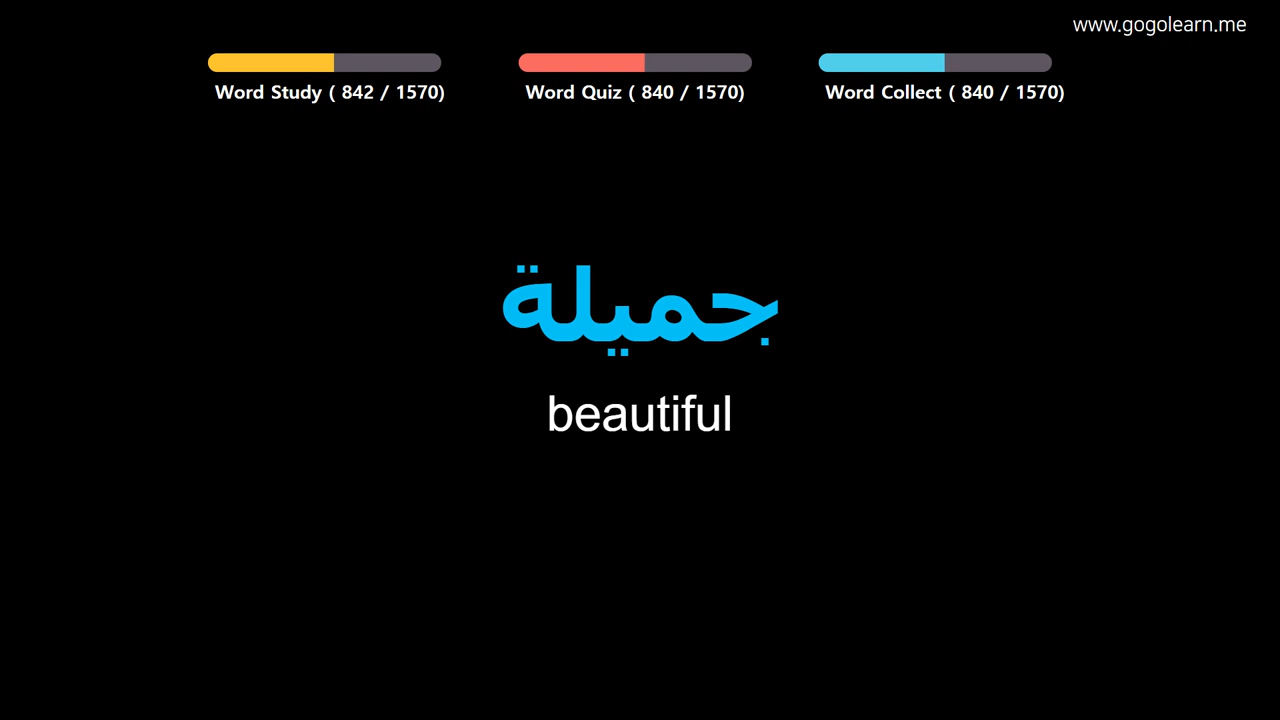 www.gogolearn.me
Word Study ( 842 / 1570)
Word Quiz ( 840 / 1570)
Word Collect ( 840 / 1570)
جميلة
beautiful